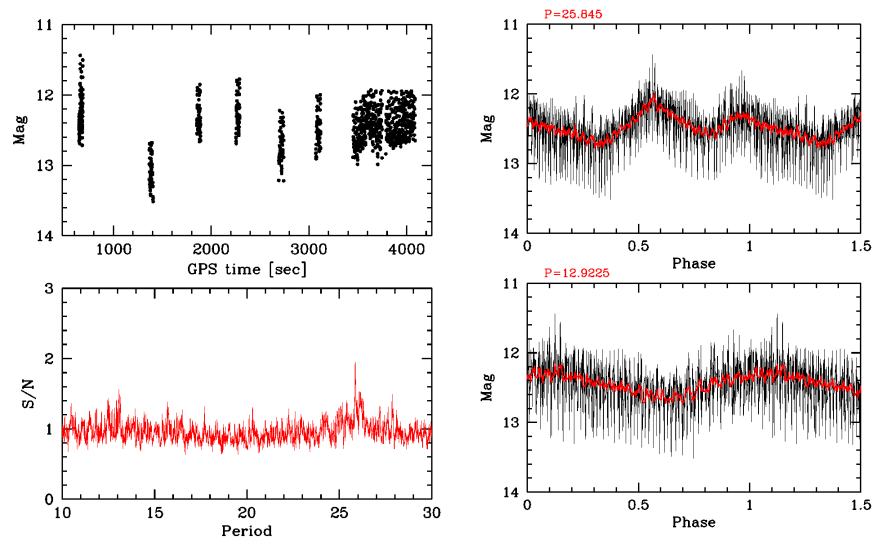 11
12
13
14
Mag
1000 2000 3000 4000
GPS time [sec]
P=25.845
11
12
13
14
Mag
0 0.5 1 1.5
Phase
3
2
1
0
S/N
10 15 20 25 30
Period
P=12.9225
11
12
13
14
Mag
0 0.5 1 1.5
Phase